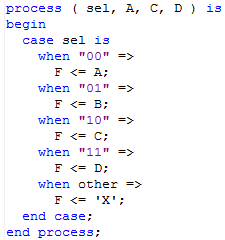 process ( sel, A, C, D ) is
begin
  case sel is
    when "00" =>
      F <= A;
    when "01" =>
      F <= B;
    when "10" =>
      F <= C;
    when "11" =>
      F <= D;
    when other =>
      F <= 'X';
  end case;
end process;